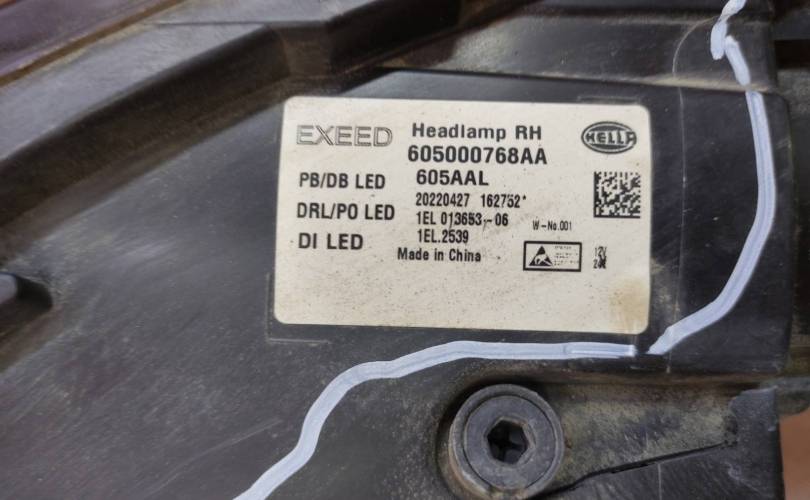 EXEED
Headlamp RH
HELLA
605000768AA
PB/DB LED
605AAL
DRL/PO LED
20220427 162752*
1EL 013653-06
W-No.001
DI LED
1EL.2539
Made in China
12V